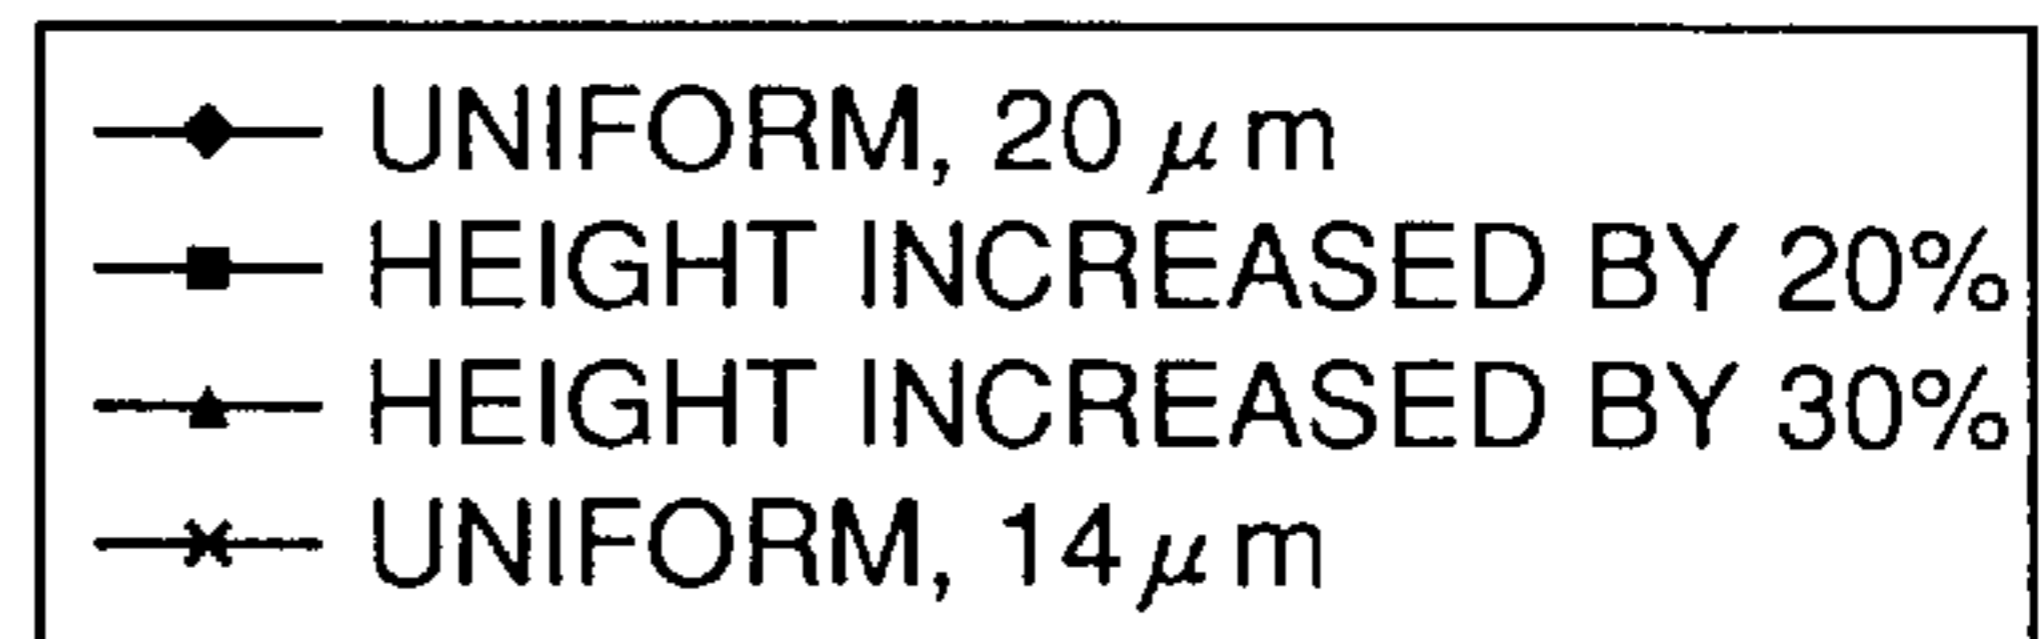 UNIFORM, 20 μm
HEIGHT INCREASED BY 20%
HEIGHT INCREASED BY 30%
UNIFORM, 14 μm